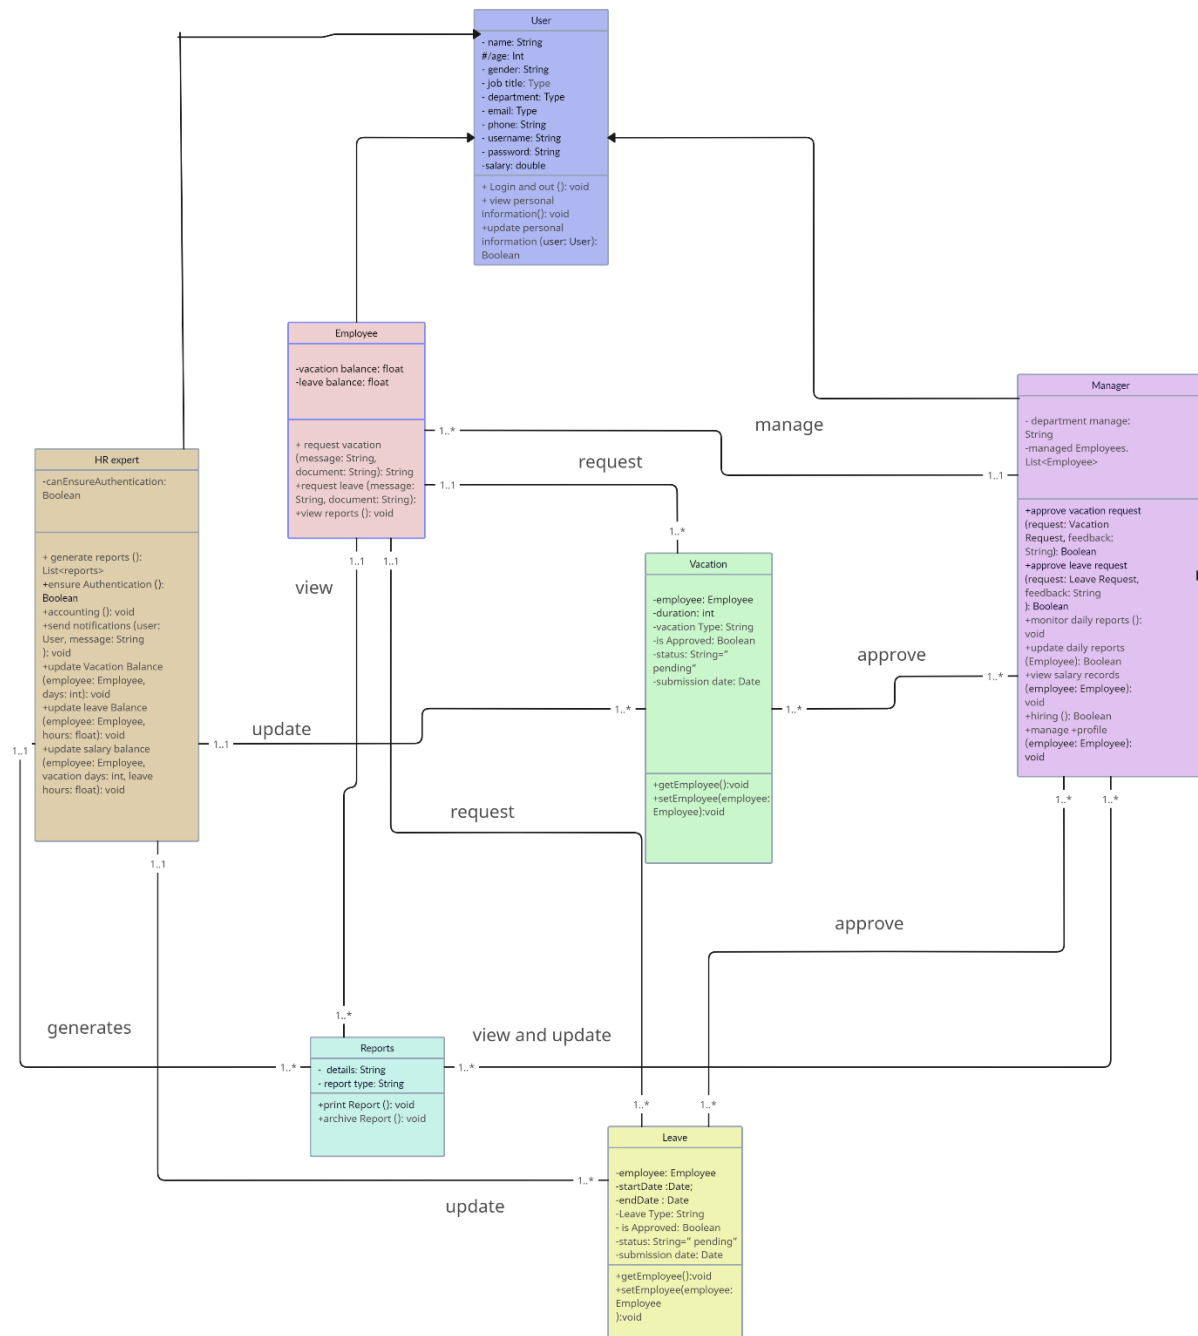 User
- name: String
#/age: Int
- gender: String
- job title: Type
- department: Type
- email: Type
- phone: String
- username: String
- password: String
-salary: double
+ Login and out (): void
+ view personal
information(): void
+update personal
information (user: User):
Boolean
Employee
-vacation balance: float
-leave balance: float
+ request vacation
(message: String,
document: String): String
+request leave (message:
String, document: String):
+view reports (): void
Manager
- department manage:
String
-managed Employees.
List<Employee>
+approve vacation request
(request: Vacation
Request, feedback:
String): Boolean
+approve leave request
(request: Leave Request,
feedback: String
): Boolean
+monitor daily reports ():
void
+update daily reports
(Employee): Boolean
+view salary records
(employee: Employee):
void
+hiring (): Boolean
+manage +profile
(employee: Employee):
void
HR expert
-canEnsureAuthentication:
Boolean
+ generate reports ():
List<reports>
+ensure Authentication ():
Boolean
+accounting (): void
+send notifications (user:
User, message: String
): void
+update Vacation Balance
(employee: Employee,
days: int): void
+update leave Balance
(employee: Employee,
hours: float): void
+update salary balance
(employee: Employee,
vacation days: int, leave
hours: float): void
Vacation
-employee: Employee
-duration: int
-vacation Type: String
-is Approved: Boolean
-status: String="
pending"
-submission date: Date
+getEmployee():void
+setEmployee(employee:
Employee):void
Reports
- details: String
- report type: String
+print Report (): void
+archive Report (): void
Leave
-employee: Employee
-startDate :Date;
-endDate : Date
-Leave Type: String
- is Approved: Boolean
-status: String=" pending"
-submission date: Date
+getEmployee():void
+setEmployee(employee:
Employee
):void
manage
1..*
1..1
request
1..1
1..*
view
1..1
1..*
request
1..1
1..*
update
1..1
1..*
approve
1..*
1..*
approve
1..*
1..*
generates
1..1
1..*
view and update
1..*
1..*
update
1..1
1..*